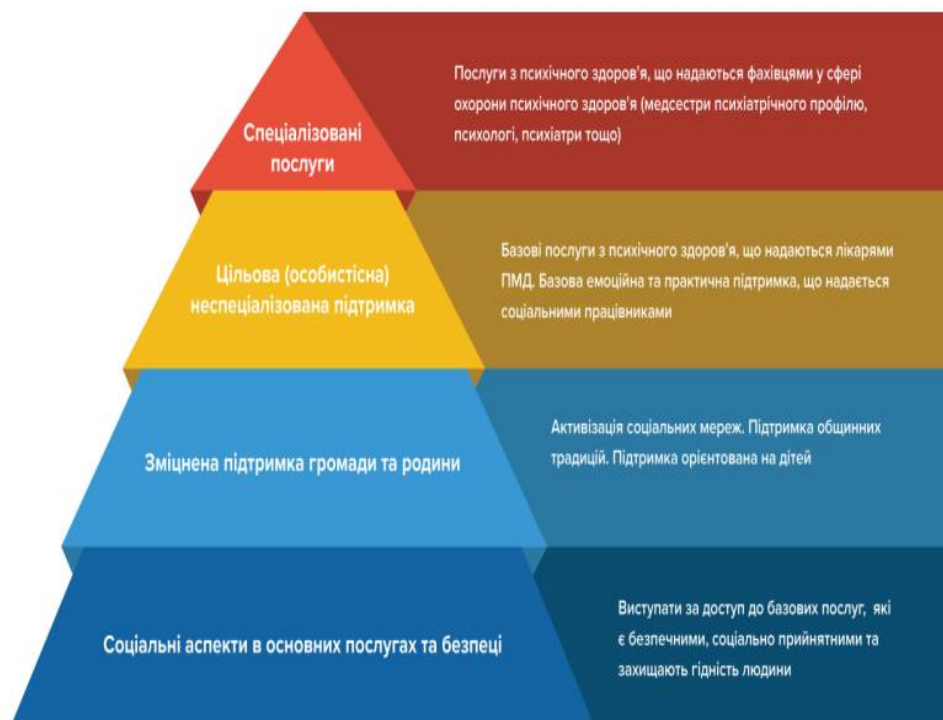 Спеціалізовані
послуги
Послуги з психічного здоров'я, що надаються фахівцями у сфері
охорони психічного здоров'я (медсестри психіатричного профілю,
психологи, психіатри тощо)
Цільова (особистісна)
неспеціалізована підтримка
Базові послуги з психічного здоров'я, що надаються лікарями
ПМД. Базова емоційна та практична підтримка, що надається
соціальними працівниками
Зміцнена підтримка громади та родини
Активізація соціальних мереж. Підтримка общинних
традицій. Підтримка орієнтована на дітей
Соціальні аспекти в основних послугах та безпеці
Виступати за доступ до базових послуг, які
є безпечними, соціально прийнятними та
захищають гідність людини